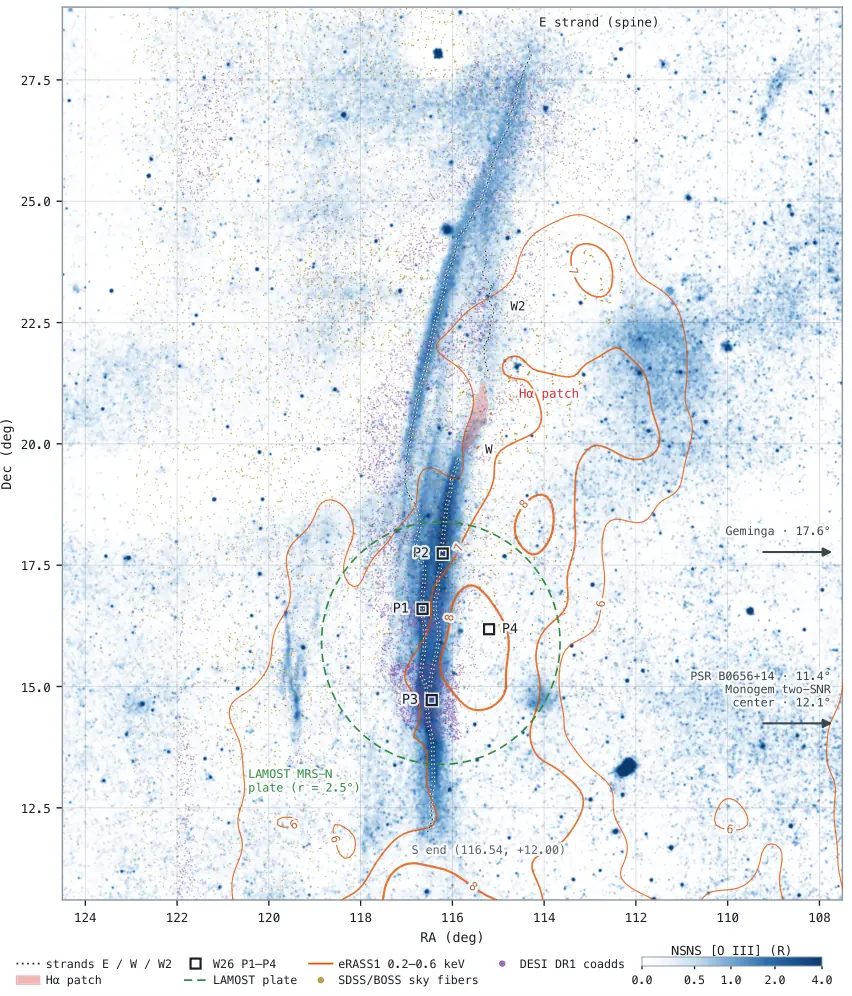 E strand (spine)
27.5
25.0
22.5
20.0
17.5
15.0
12.5
Dec (deg)
7
W2
Hα patch
W
8
Geminga · 17.6°
P2
7
P1
8
P4
6
PSR B0656+14 · 11.4°
Monogem two−SNR
center · 12.1°
P3
LAMOST MRS−N
plate (r = 2.5°)
6
6
6
S end (116.54, +12.00)
8
124
122
120
118
116
114
112
110
108
RA (deg)
strands E / W / W2
W26 P1−P4
eRASS1 0.2−0.6 keV
DESI DR1 coadds
Hα patch
LAMOST plate
SDSS/BOSS sky fibers
NSNS [O III] (R)
0.0
0.5
1.0
2.0
4.0